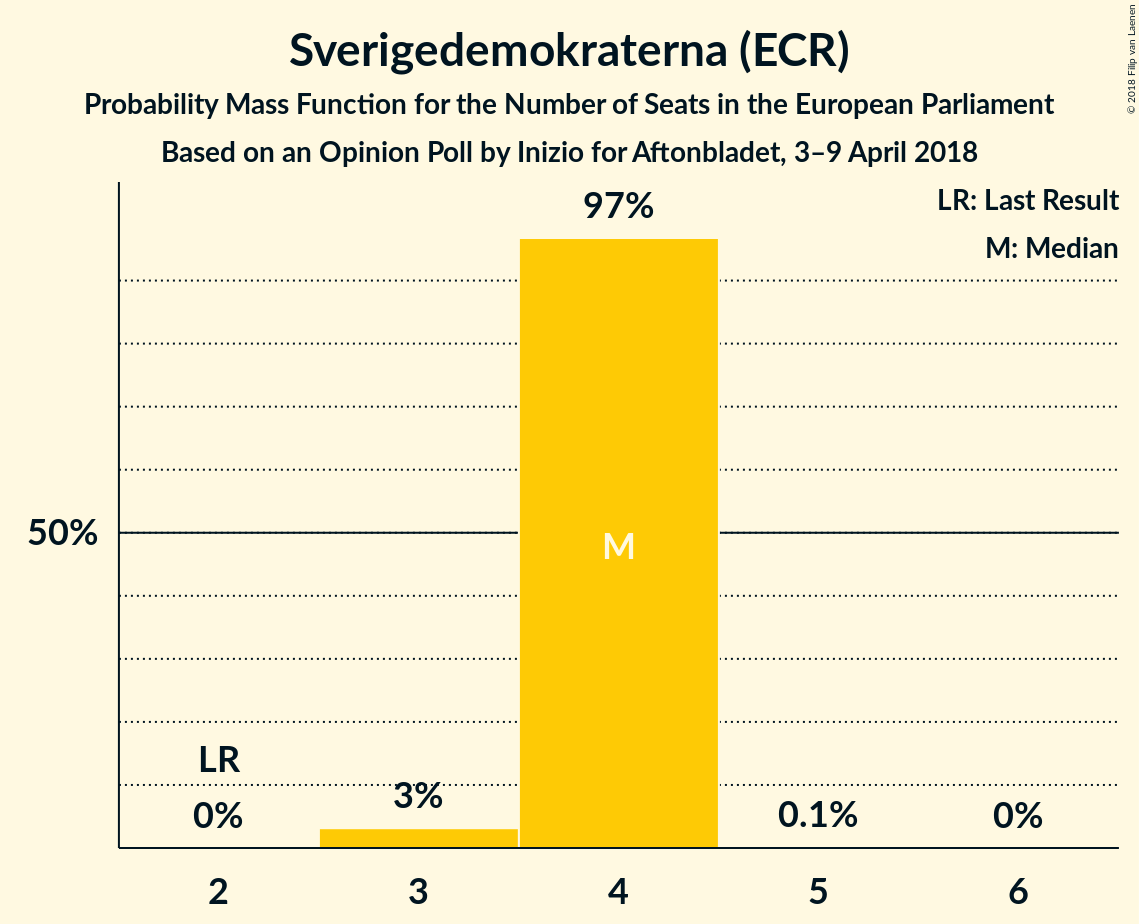 Sverigedemokraterna (ECR)
Probability Mass Function for the Number of Seats in the European Parliament
Based on an Opinion Poll by Inizio for Aftonbladet, 3–9 April 2018
© 2018 Filip van Laenen
LR: Last Result
M: Median
97%
50%
M
LR
0%
3%
0.1%
0%
2 3 4 5 6